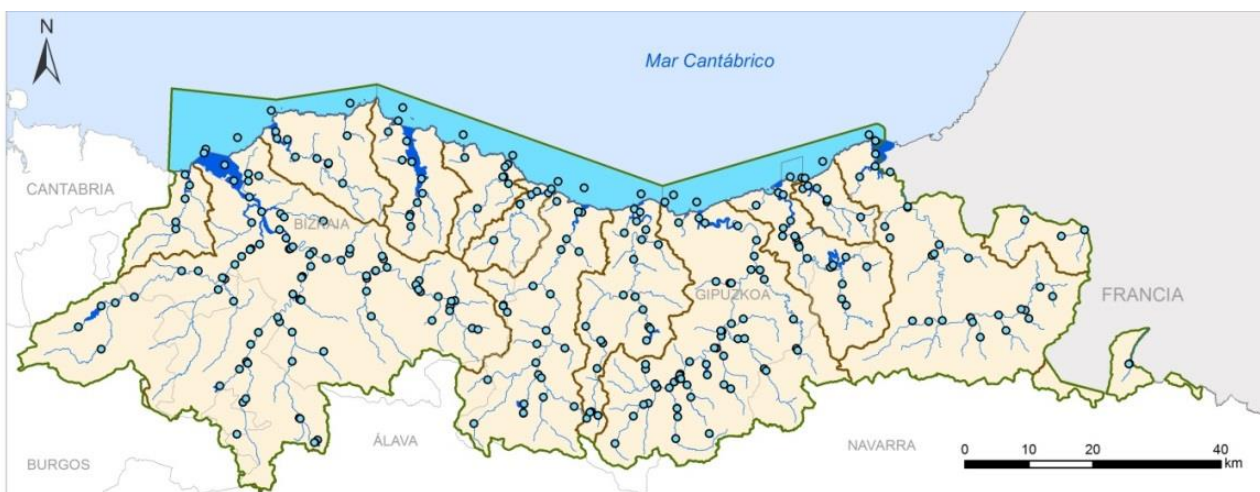 N
Mar Cantábrico
CANTABRIA
BIZKAIA
GIPUZKOA
FRANCIA
ÁLAVA
NAVARRA
BURGOS
0 10 20 40
km